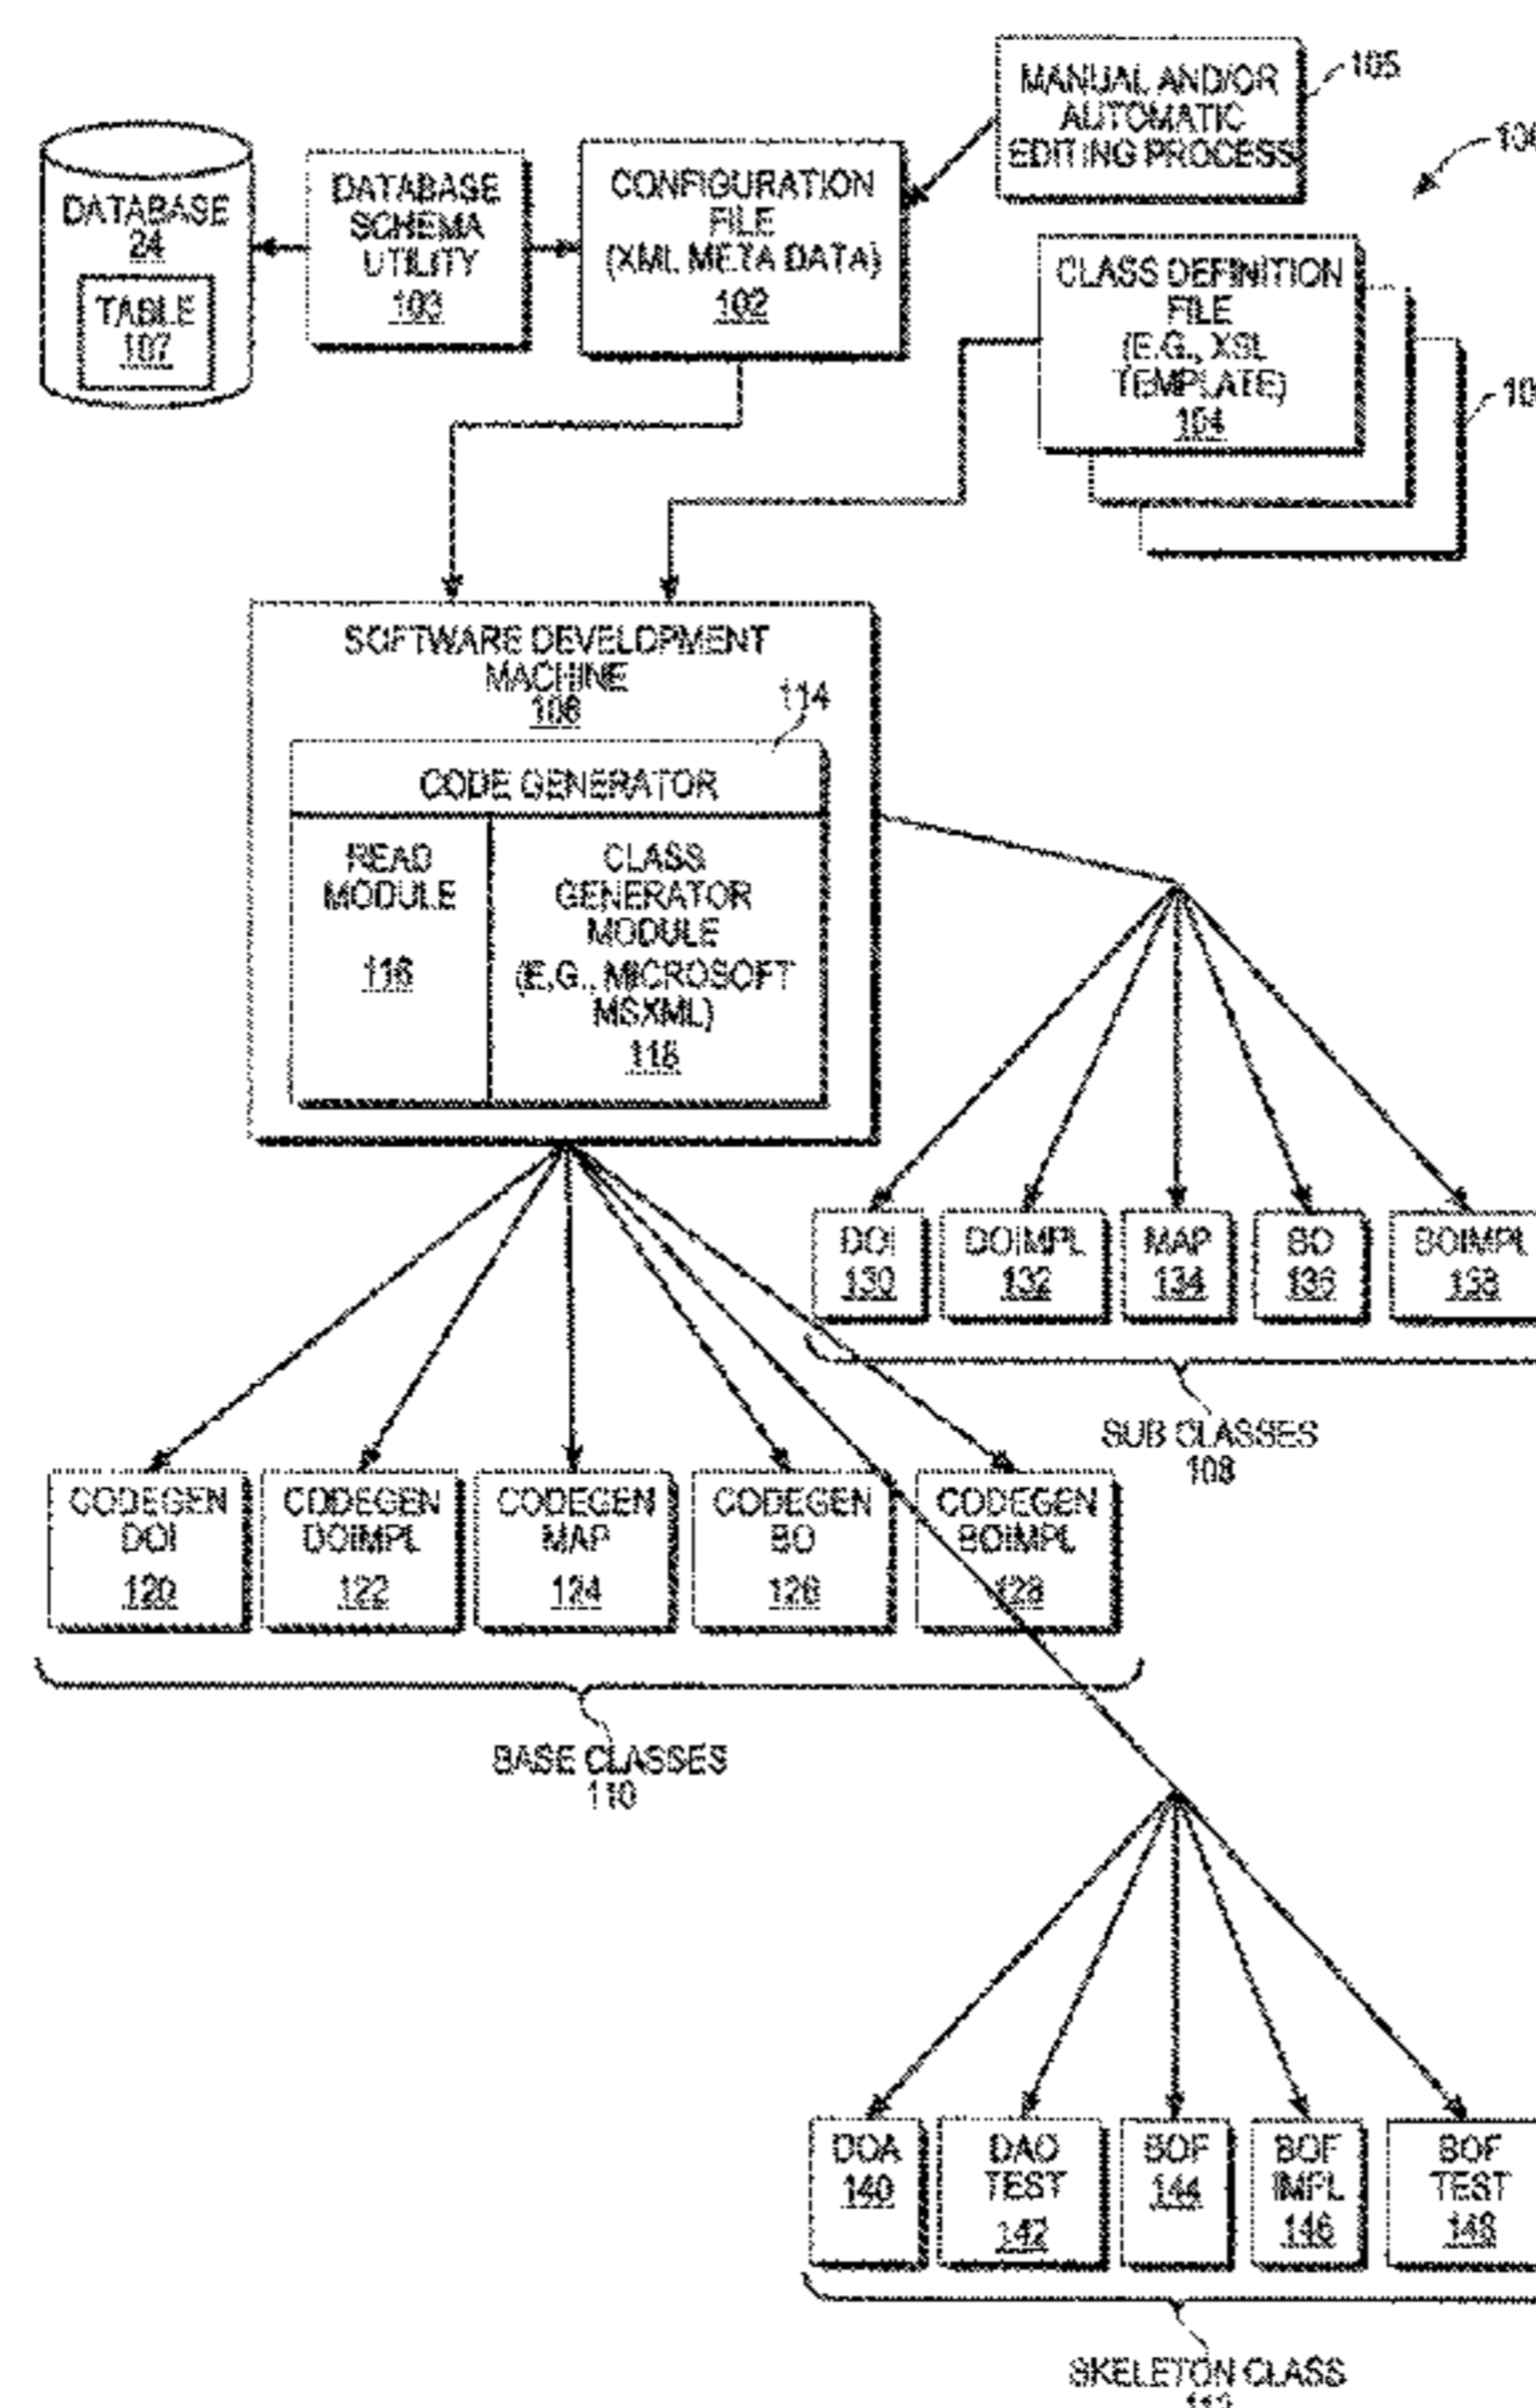 MANUAL AND/OR
AUTOMATIC
EDITING PROCESS
105
DATABASE
24
TABLE
107
DATABASE
SCHEMA
UTILITY
103
CONFIGURATION
FILE
(XML META DATA)
102
CLASS DEFINITION
FILE
(E.G., XSL
TEMPLATE)
104
SOFTWARE DEVELOPMENT
MACHINE
106
114
CODE GENERATOR
READ
MODULE
116
CLASS
GENERATOR
MODULE
(E.G., MICROSOFT
MSXML)
118
DOI
130
DOIMPL
132
MAP
134
BO
136
BOIMPL
138
SUB CLASSES
108
CODEGEN
DOI
120
CODEGEN
DOIMPL
122
CODEGEN
MAP
124
CODEGEN
BO
126
CODEGEN
BOIMPL
128
BASE CLASSES
110
DOA
140
DAO
TEST
142
BOF
144
BOF
IMPL
146
BOF
TEST
148
SKELETON CLASS